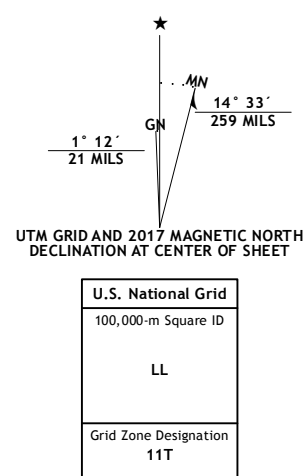 MN
14° 33´
259 MILS
GN
1° 12´
21 MILS
UTM GRID AND 2017 MAGNETIC NORTH
DECLINATION AT CENTER OF SHEET
U.S. National Grid
100,000-m Square ID
LL
Grid Zone Designation
11T